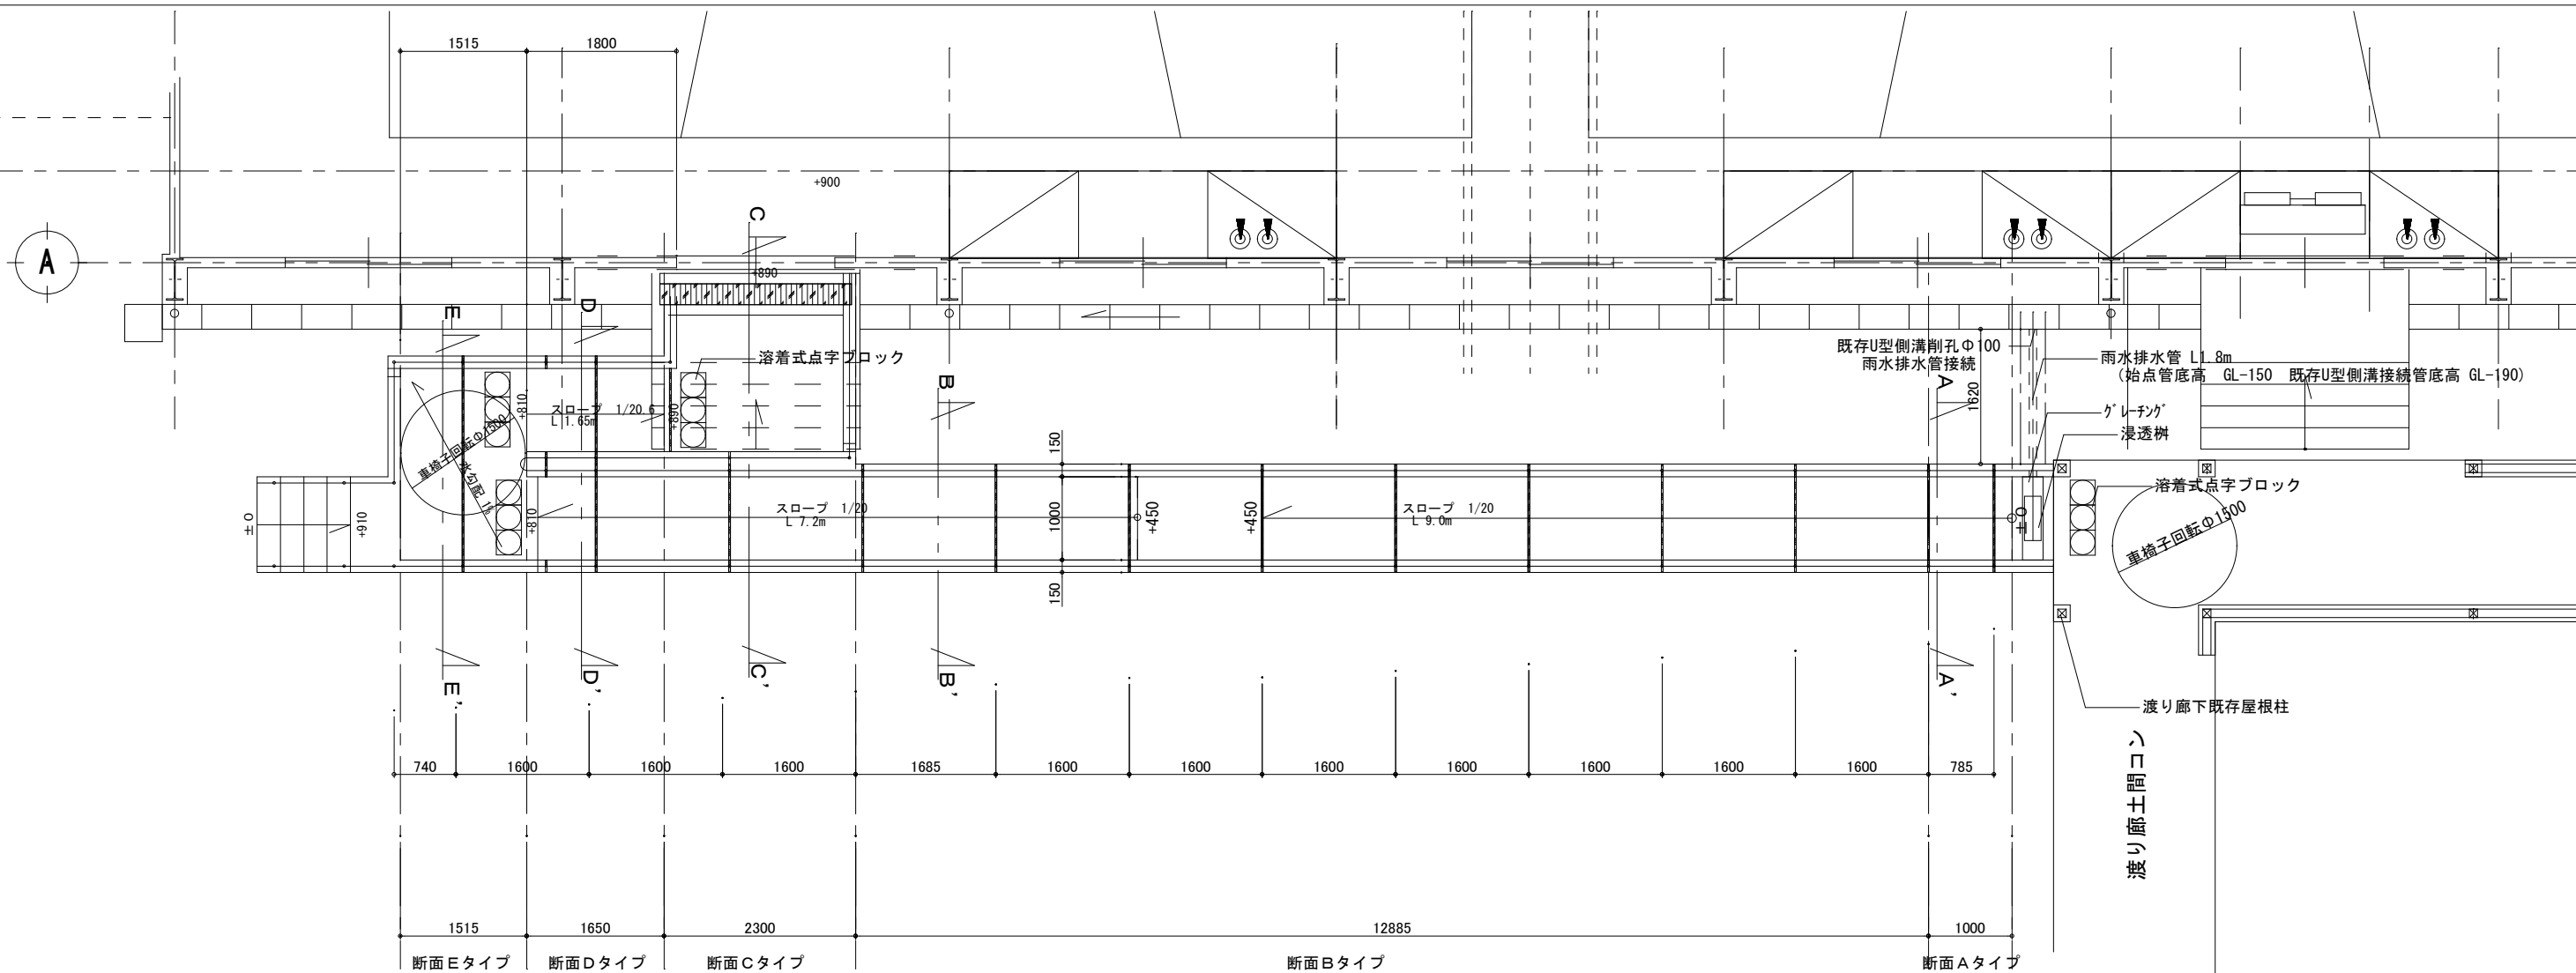 1515
1800
+900
A
C
+890
E
D
溶着式点字ブロック
B
既存U型側溝削孔Φ100
雨水排水管接続
A
1620
雨水排水管 L1.8m
(始点管底高 GL-150 既存U型側溝接続管底高 GL-190)
グレーチング
浸透桝
+810
スロープ 1/20.6
L 1.65m
+890
車椅子回転Φ1500
水勾配 1%
150
1000
150
±0
+910
+810
スロープ 1/20
L 7.2m
+450
+450
スロープ 1/20
L 9.0m
±0
溶着式点字ブロック
車椅子回転Φ1500
E'
D'
C'
B'
A'
渡り廊下既存屋根柱
渡り廊土間コン
740
1600
1600
1600
1685
1600
1600
1600
1600
1600
1600
1600
785
1515
1650
2300
12885
1000
断面Eタイプ
断面Dタイプ
断面Cタイプ
断面Bタイプ
断面Aタイプ